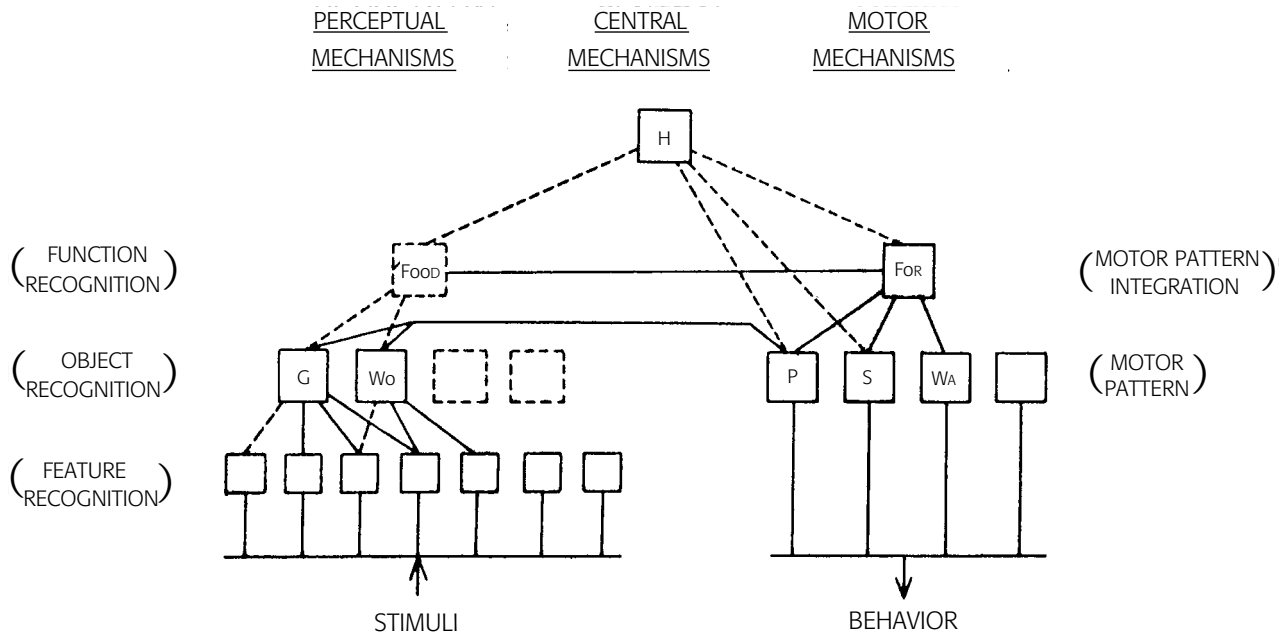 PERCEPTUAL CENTRAL MOTOR
MECHANISMS MECHANISMS MECHANISMS
H
(FUNCTION
RECOGNITION)
FOOD
FOR
(MOTOR PATTERN
INTEGRATION)
(OBJECT
RECOGNITION)
G
WO
P
S
WA
(MOTOR
PATTERN)
(FEATURE
RECOGNITION)
STIMULI
BEHAVIOR